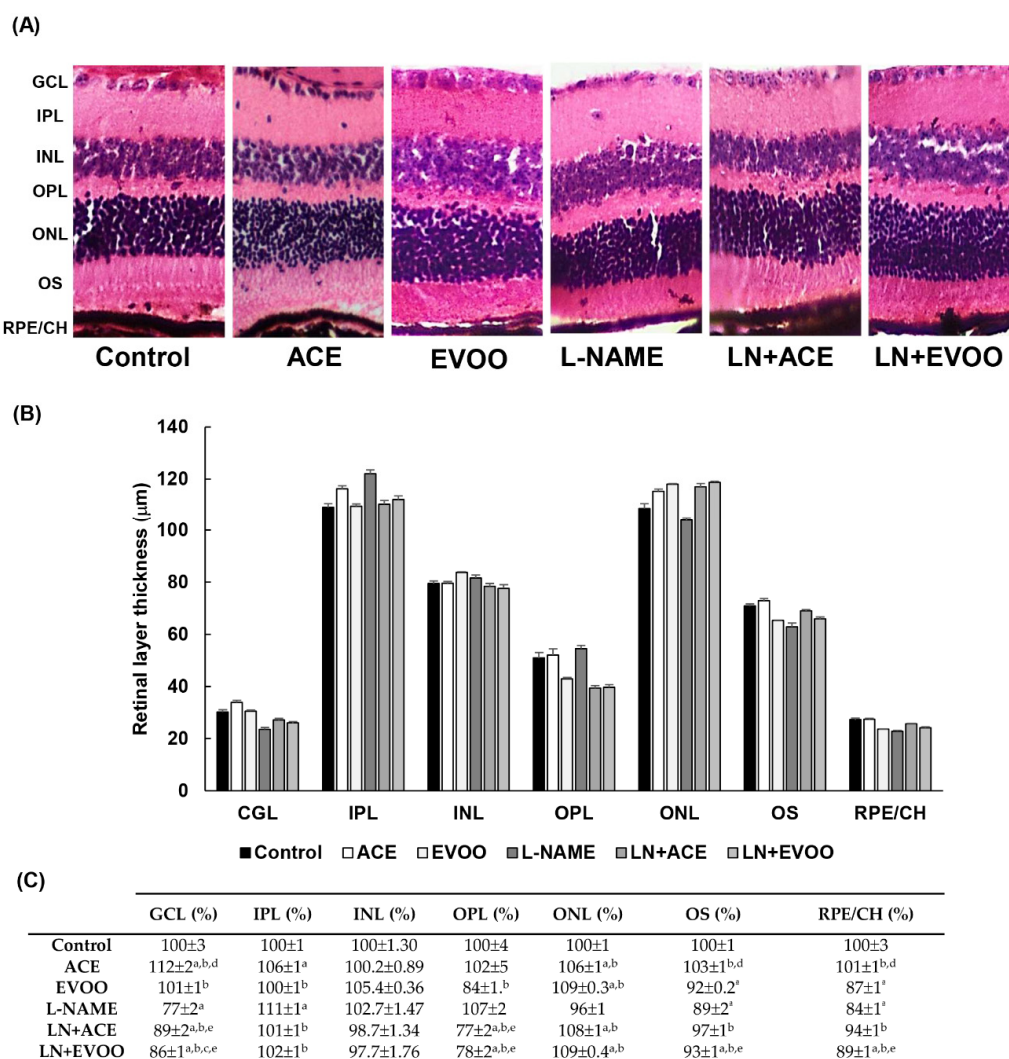 (A)
GCL
IPL
INL
OPL
ONL
OS
RPE/CH
Control ACE EVOO L-NAME LN+ACE LN+EVOO
(B)
Retinal layer thickness (µm)
140
120
100
80
60
40
20
0
CGL IPL INL OPL ONL OS RPE/CH
Control ACE EVOO L-NAME LN+ACE LN+EVOO
(C)
GCL (%) IPL (%) INL (%) OPL (%) ONL (%) OS (%) RPE/CH (%)
Control 100±3 100±1 100±1.30 100±4 100±1 100±1 100±3
ACE 112±2a,b,d 106±1a 100.2±0.89 102±5 106±1a,b 103±1b,d 101±1b,d
EVOO 101±1b 100±1b 105.4±0.36 84±1.b 109±0.3a,b 92±0.2a 87±1a
L-NAME 77±2a 111±1a 102.7±1.47 107±2 96±1 89±2a 84±1a
LN+ACE 89±2a,b,e 101±1b 98.7±1.34 77±2a,b,e 108±1a,b 97±1b 94±1b
LN+EVOO 86±1a,b,c,e 102±1b 97.7±1.76 78±2a,b,e 109±0.4a,b 93±1a,b,e 89±1a,b,e